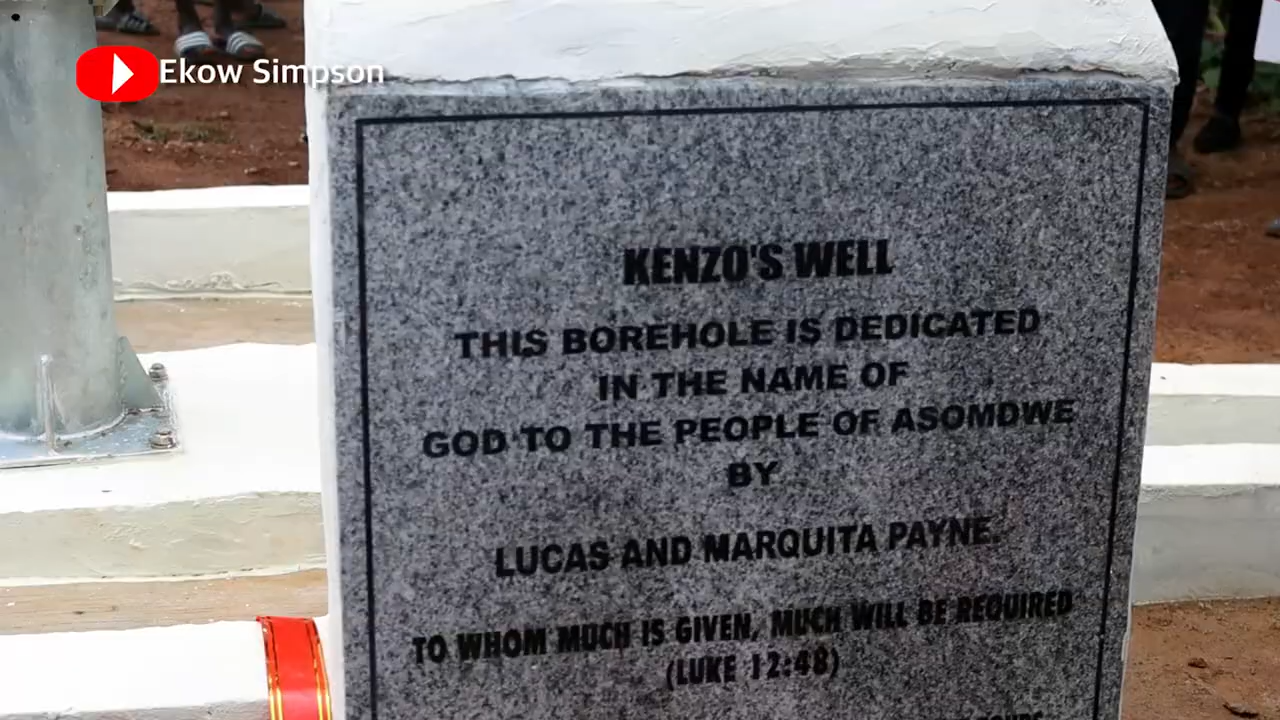 Ekow Simpson
KENZO'S WELL
THIS BOREHOLE IS DEDICATED
IN THE NAME OF
GOD TO THE PEOPLE OF ASOMDWE
BY
LUCAS AND MARQUITA PAYNE.
TO WHOM MUCH IS GIVEN, MUCH WILL BE REQUIRED
(LUKE 12:48)